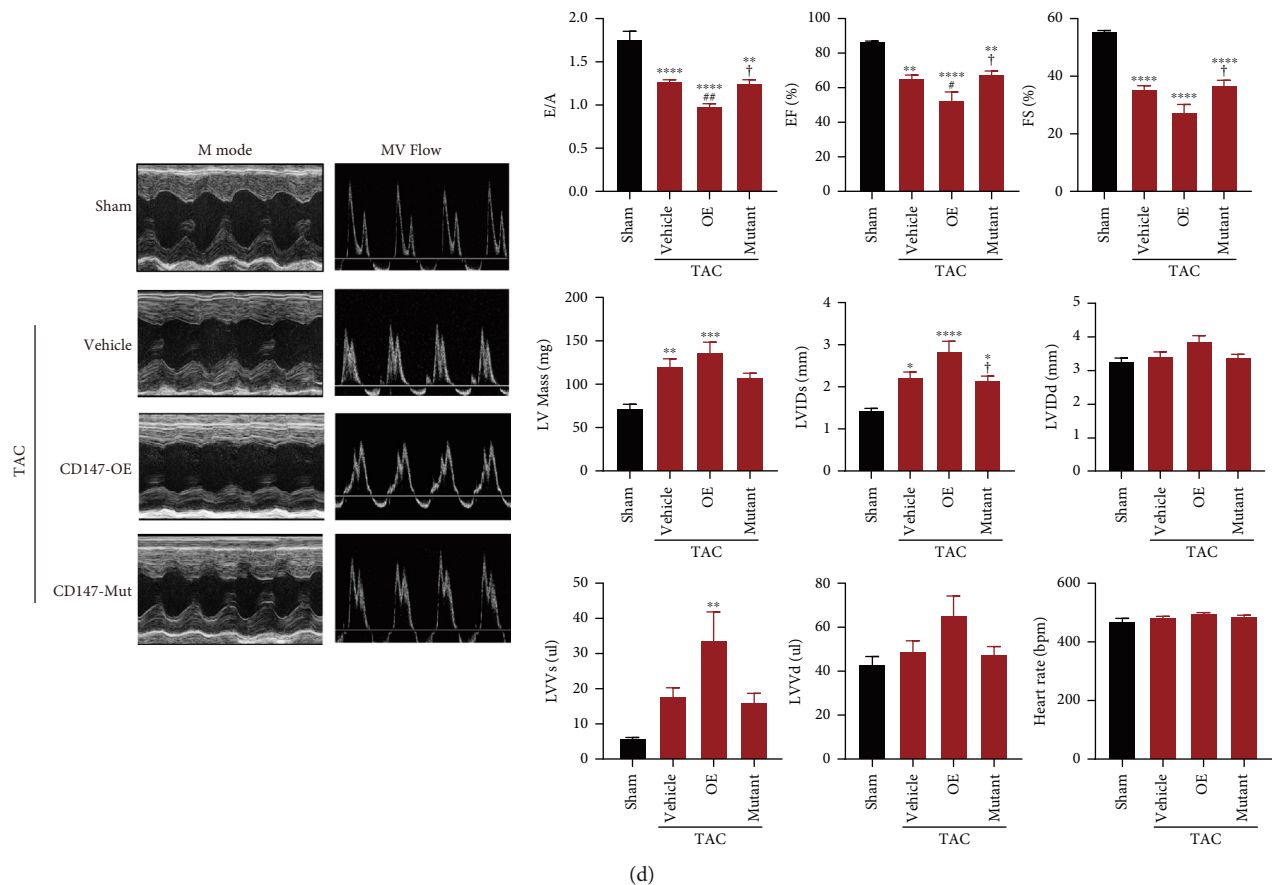 M mode
MV Flow
Sham
Vehicle
CD147-OE
CD147-Mut
TAC
E/A
2.0
1.5
1.0
0.5
0.0
****
****
##
**
†
Sham
Vehicle
OE
Mutant
TAC
EF (%)
100
80
60
40
20
0
**
****
#
**
†
Sham
Vehicle
OE
Mutant
TAC
FS (%)
60
40
20
0
****
****
****
†
Sham
Vehicle
OE
Mutant
TAC
LV Mass (mg)
200
150
100
50
0
**
***
Sham
Vehicle
OE
Mutant
TAC
LVIDs (mm)
4
3
2
1
0
*
****
*
†
Sham
Vehicle
OE
Mutant
TAC
LVIDd (mm)
5
4
3
2
1
0
Sham
Vehicle
OE
Mutant
TAC
LVVs (ul)
50
40
30
20
10
0
**
Sham
Vehicle
OE
Mutant
TAC
LVVd (ul)
80
60
40
20
0
Sham
Vehicle
OE
Mutant
TAC
Heart rate (bpm)
600
400
200
0
Sham
Vehicle
OE
Mutant
TAC
(d)